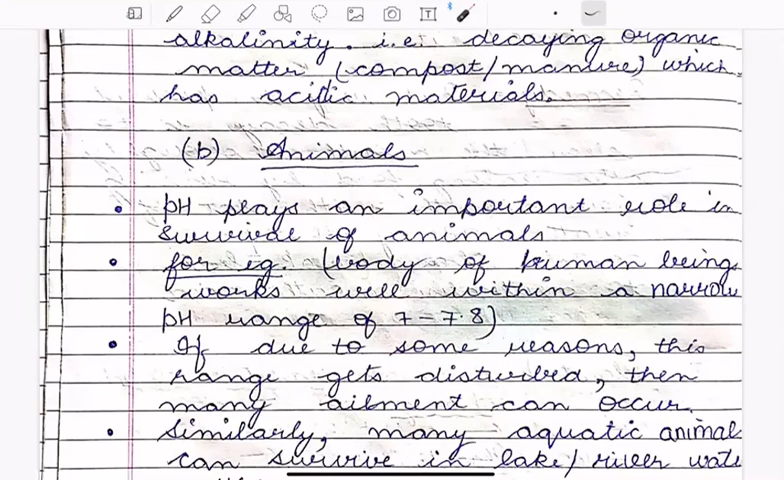 alkalinity. i.e. decaying organic
matter (compost/manure) which
has acidic materials.
(b) Animals
pH plays an important role in
survival of animals
for eg. (body of human being
works well within a narrow
pH range of 7-7.8)
If due to some reasons, this
range gets disturbed, then
many ailment can occur.
Similarly, many aquatic animal
can survive in lake/river wate